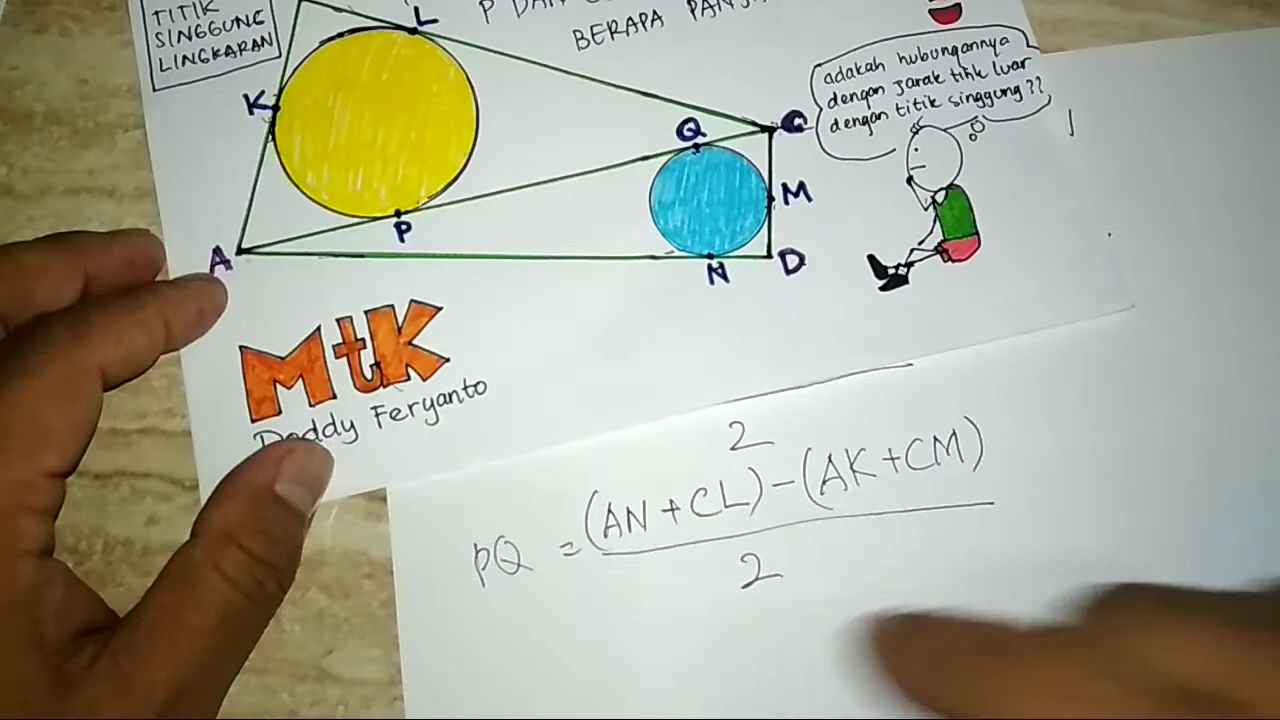 TITIK
SINGGUNG
LINGKARAN
P
BERAPA
L
K
Q
C
M
P
A
N
D
adakah hubungannya
dengan jarak titik luar
dengan titik singgung??
MtK
Deddy Feryanto
2
PQ = (AN+CL)-(AK+CM)
2